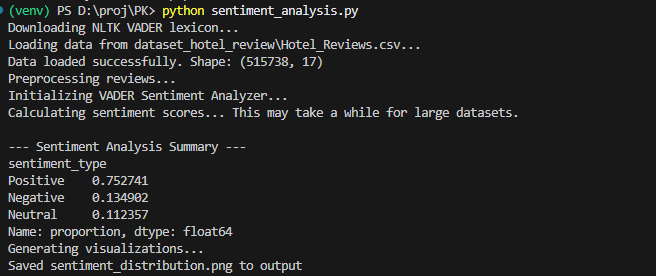 (venv) PS D:\proj\PK> python sentiment_analysis.py
Downloading NLTK VADER lexicon...
Loading data from dataset_hotel_review\Hotel_Reviews.csv...
Data loaded successfully. Shape: (515738, 17)
Preprocessing reviews...
Initializing VADER Sentiment Analyzer...
Calculating sentiment scores... This may take a while for large datasets.

--- Sentiment Analysis Summary ---
sentiment_type
Positive    0.752741
Negative    0.134902
Neutral     0.112357
Name: proportion, dtype: float64
Generating visualizations...
Saved sentiment_distribution.png to output